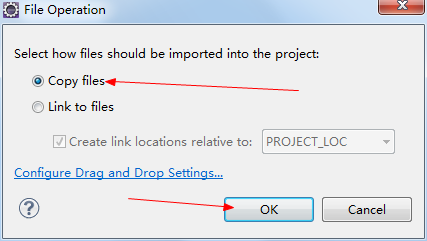 File Operation
Select how files should be imported into the project:
Copy files
Link to files
Create link locations relative to: PROJECT_LOC
Configure Drag and Drop Settings...
? OK Cancel